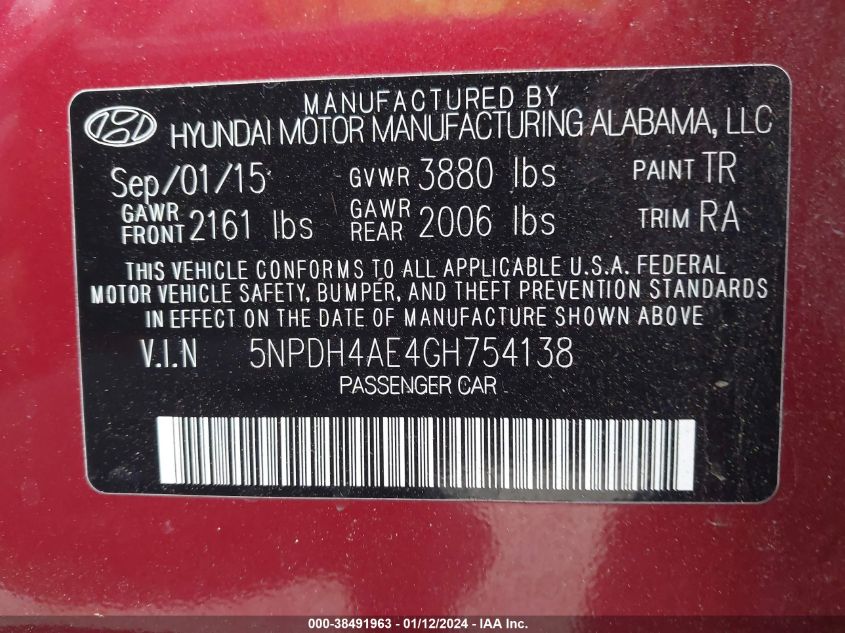 MANUFACTURED BY
HYUNDAI MOTOR MANUFACTURING ALABAMA, LLC
Sep/01/15 GVWR 3880 lbs PAINT TR
GAWR FRONT 2161 lbs GAWR REAR 2006 lbs TRIM RA
THIS VEHICLE CONFORMS TO ALL APPLICABLE U.S.A. FEDERAL
MOTOR VEHICLE SAFETY, BUMPER, AND THEFT PREVENTION STANDARDS
IN EFFECT ON THE DATE OF MANUFACTURE SHOWN ABOVE
V.I.N 5NPDH4AE4GH754138
PASSENGER CAR
000-38491963 - 01/12/2024 - IAA Inc.